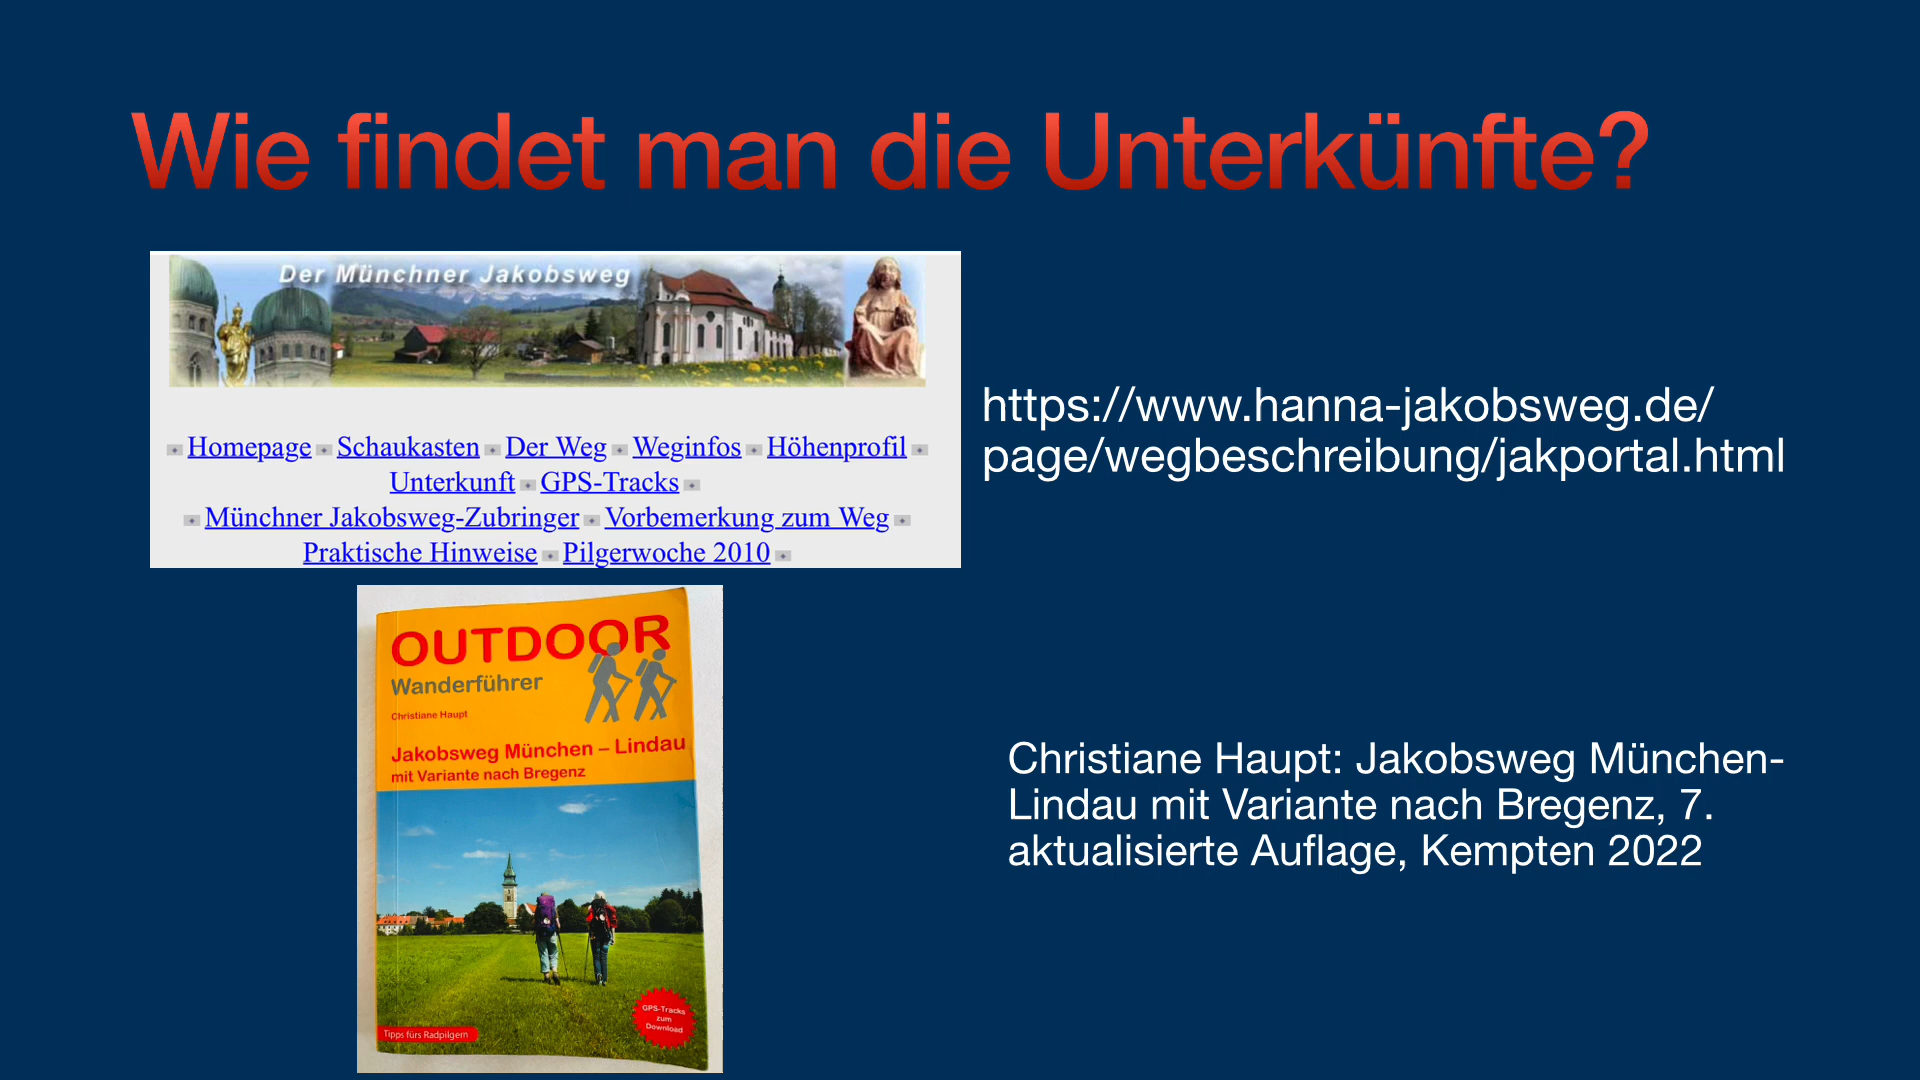 Wie findet man die Unterkünfte?
Der Münchner Jakobsweg
Homepage Schaukasten Der Weg Weginfos Höhenprofil
Unterkunft GPS-Tracks
Münchner Jakobsweg-Zubringer Vorbemerkung zum Weg
Praktische Hinweise Pilgerwoche 2010
https://www.hanna-jakobsweg.de/
page/wegbeschreibung/jakportal.html
OUTDOOR
Wanderführer
Christiane Haupt
Jakobsweg München – Lindau
mit Variante nach Bregenz
GPS-Tracks
zum
Download
Tipps fürs Radpilgern
Christiane Haupt: Jakobsweg München-
Lindau mit Variante nach Bregenz, 7.
aktualisierte Auflage, Kempten 2022